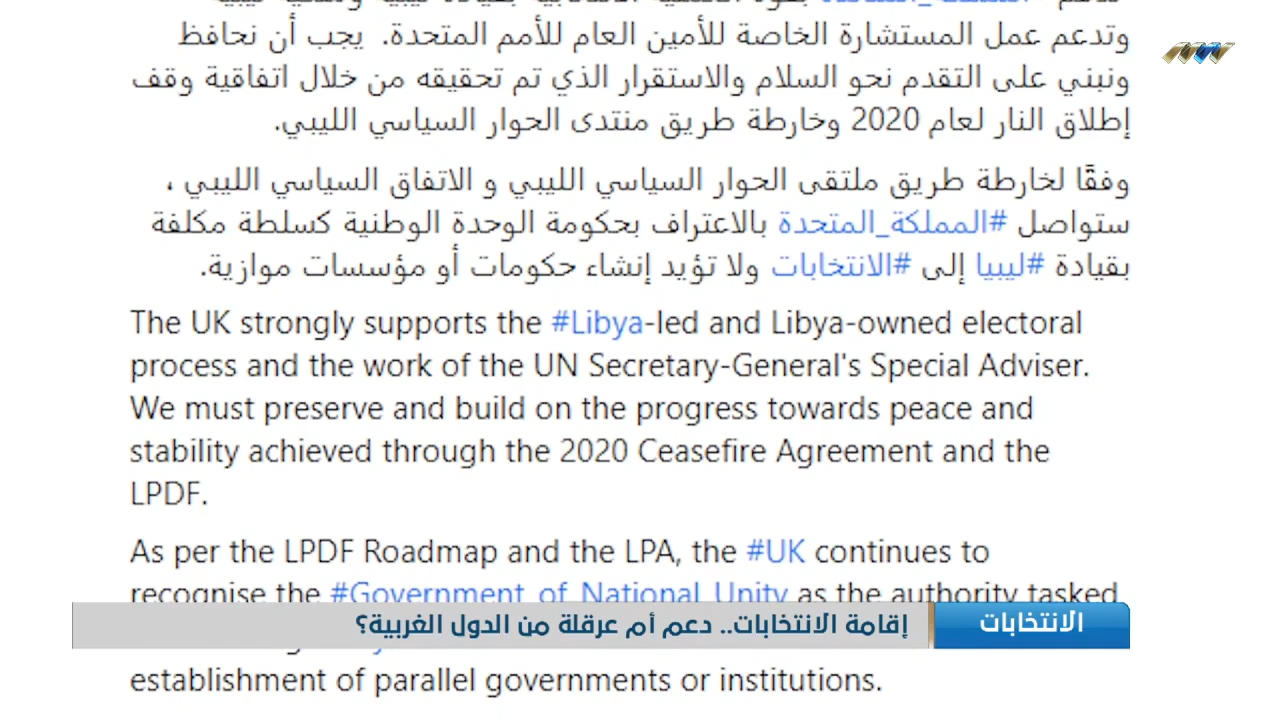 وتدعم عمل المستشارة الخاصة للأمين العام للأمم المتحدة. يجب أن نحافظ
ونبني على التقدم نحو السلام والاستقرار الذي تم تحقيقه من خلال اتفاقية وقف
إطلاق النار لعام 2020 وخارطة طريق منتدى الحوار السياسي الليبي.
وفقًا لخارطة طريق ملتقى الحوار السياسي الليبي و الاتفاق السياسي الليبي ،
ستواصل #المملكة_المتحدة بالاعتراف بحكومة الوحدة الوطنية كسلطة مكلفة
بقيادة #ليبيا إلى #الانتخابات ولا تؤيد إنشاء حكومات أو مؤسسات موازية.
The UK strongly supports the #Libya-led and Libya-owned electoral
process and the work of the UN Secretary-General's Special Adviser.
We must preserve and build on the progress towards peace and
stability achieved through the 2020 Ceasefire Agreement and the
LPDF.
As per the LPDF Roadmap and the LPA, the #UK continues to
recognise the #Government_of_National_Unity as the authority tasked
الانتخابات
إقامة الانتخابات.. دعم أم عرقلة من الدول الغربية؟
establishment of parallel governments or institutions.